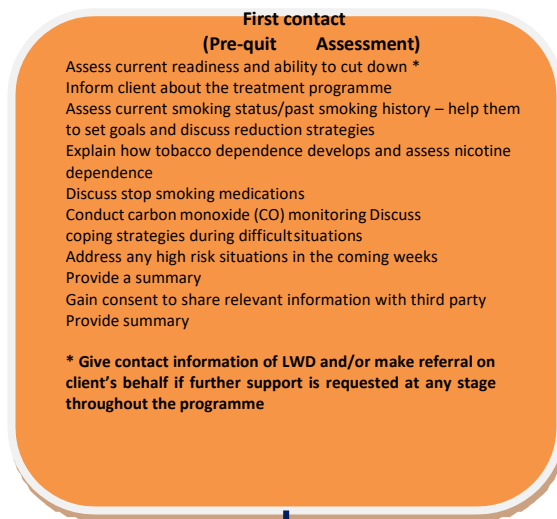 First contact
(Pre-quit Assessment)
Assess current readiness and ability to cut down *
Inform client about the treatment programme
Assess current smoking status/past smoking history – help them
to set goals and discuss reduction strategies
Explain how tobacco dependence develops and assess nicotine
dependence
Discuss stop smoking medications
Conduct carbon monoxide (CO) monitoring Discuss
coping strategies during difficult situations
Address any high risk situations in the coming weeks
Provide a summary
Gain consent to share relevant information with third party
Provide summary
* Give contact information of LWD and/or make referral on
client's behalf if further support is requested at any stage
throughout the programme